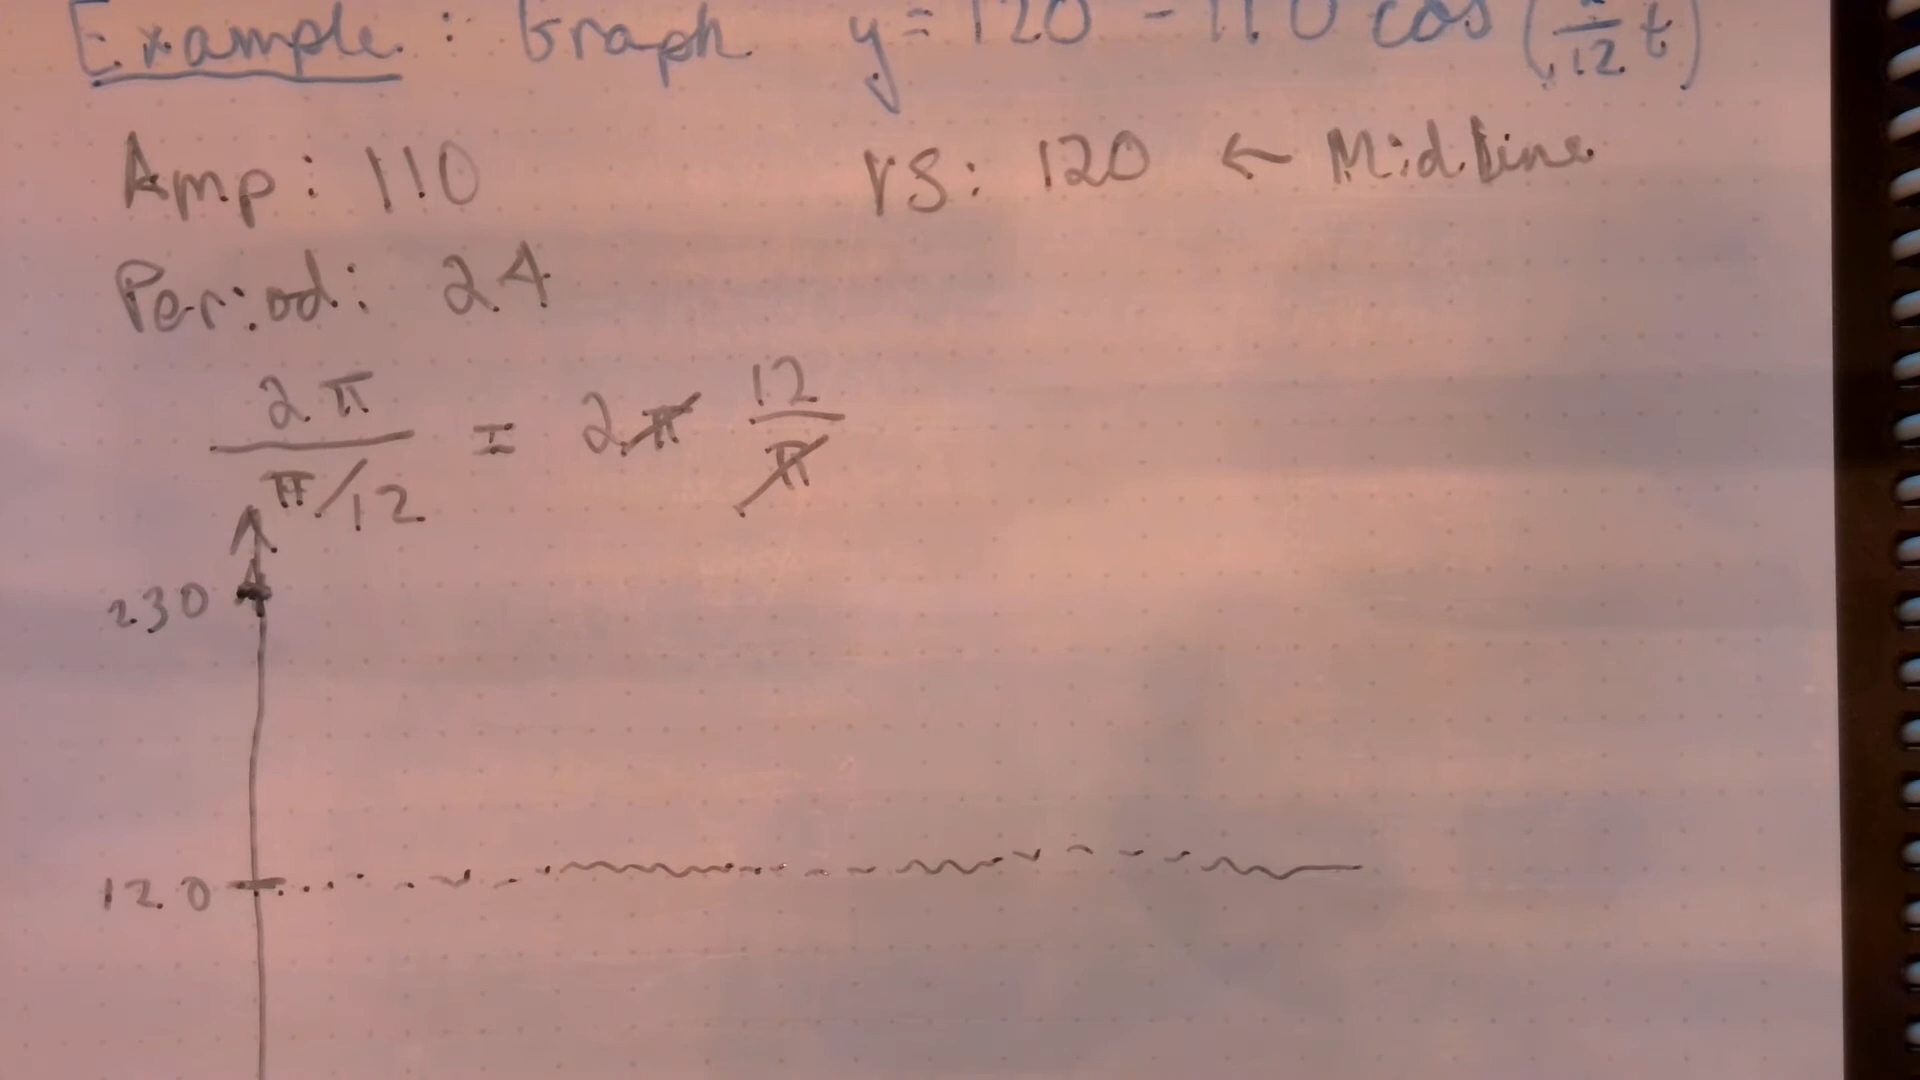 Example: Graph y = 120 - 110 cos (π/12 t)
Amp: 110 VS: 120 ← Midline
Period: 24
2π / π/12 = 2π 12/π
230
120